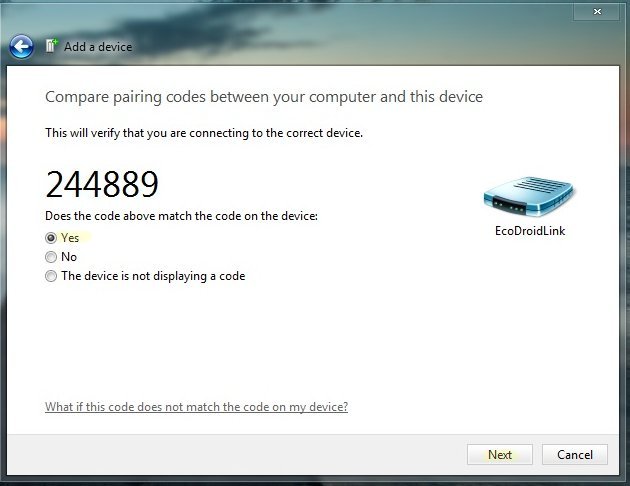 Add a device
Compare pairing codes between your computer and this device
This will verify that you are connecting to the correct device.
244889
Does the code above match the code on the device:
Yes
No
The device is not displaying a code
EcoDroidLink
What if this code does not match the code on my device?
Next
Cancel